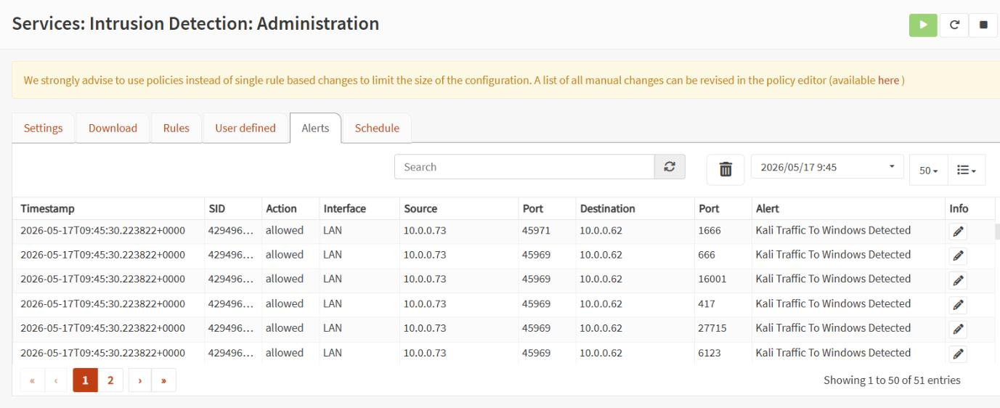 Services: Intrusion Detection: Administration
We strongly advise to use policies instead of single rule based changes to limit the size of the configuration. A list of all manual changes can be revised in the policy editor (available here )
Settings Download Rules User defined Alerts Schedule
Search 2026/05/17 9:45 50
Timestamp SID Action Interface Source Port Destination Port Alert Info
2026-05-17T09:45:30.223822+0000 429496... allowed LAN 10.0.0.73 45971 10.0.0.62 1666 Kali Traffic To Windows Detected
2026-05-17T09:45:30.223822+0000 429496... allowed LAN 10.0.0.73 45969 10.0.0.62 666 Kali Traffic To Windows Detected
2026-05-17T09:45:30.223822+0000 429496... allowed LAN 10.0.0.73 45969 10.0.0.62 16001 Kali Traffic To Windows Detected
2026-05-17T09:45:30.223822+0000 429496... allowed LAN 10.0.0.73 45969 10.0.0.62 417 Kali Traffic To Windows Detected
2026-05-17T09:45:30.223822+0000 429496... allowed LAN 10.0.0.73 45969 10.0.0.62 27715 Kali Traffic To Windows Detected
2026-05-17T09:45:30.223822+0000 429496... allowed LAN 10.0.0.73 45969 10.0.0.62 6123 Kali Traffic To Windows Detected
« ‹ 1 2 › » Showing 1 to 50 of 51 entries